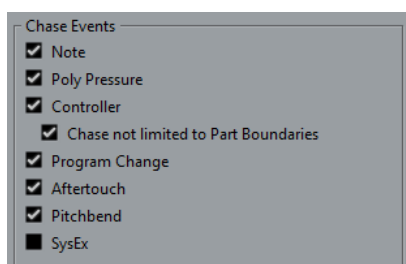 Chase Events
Note
Poly Pressure
Controller
Chase not limited to Part Boundaries
Program Change
Aftertouch
Pitchbend
SysEx